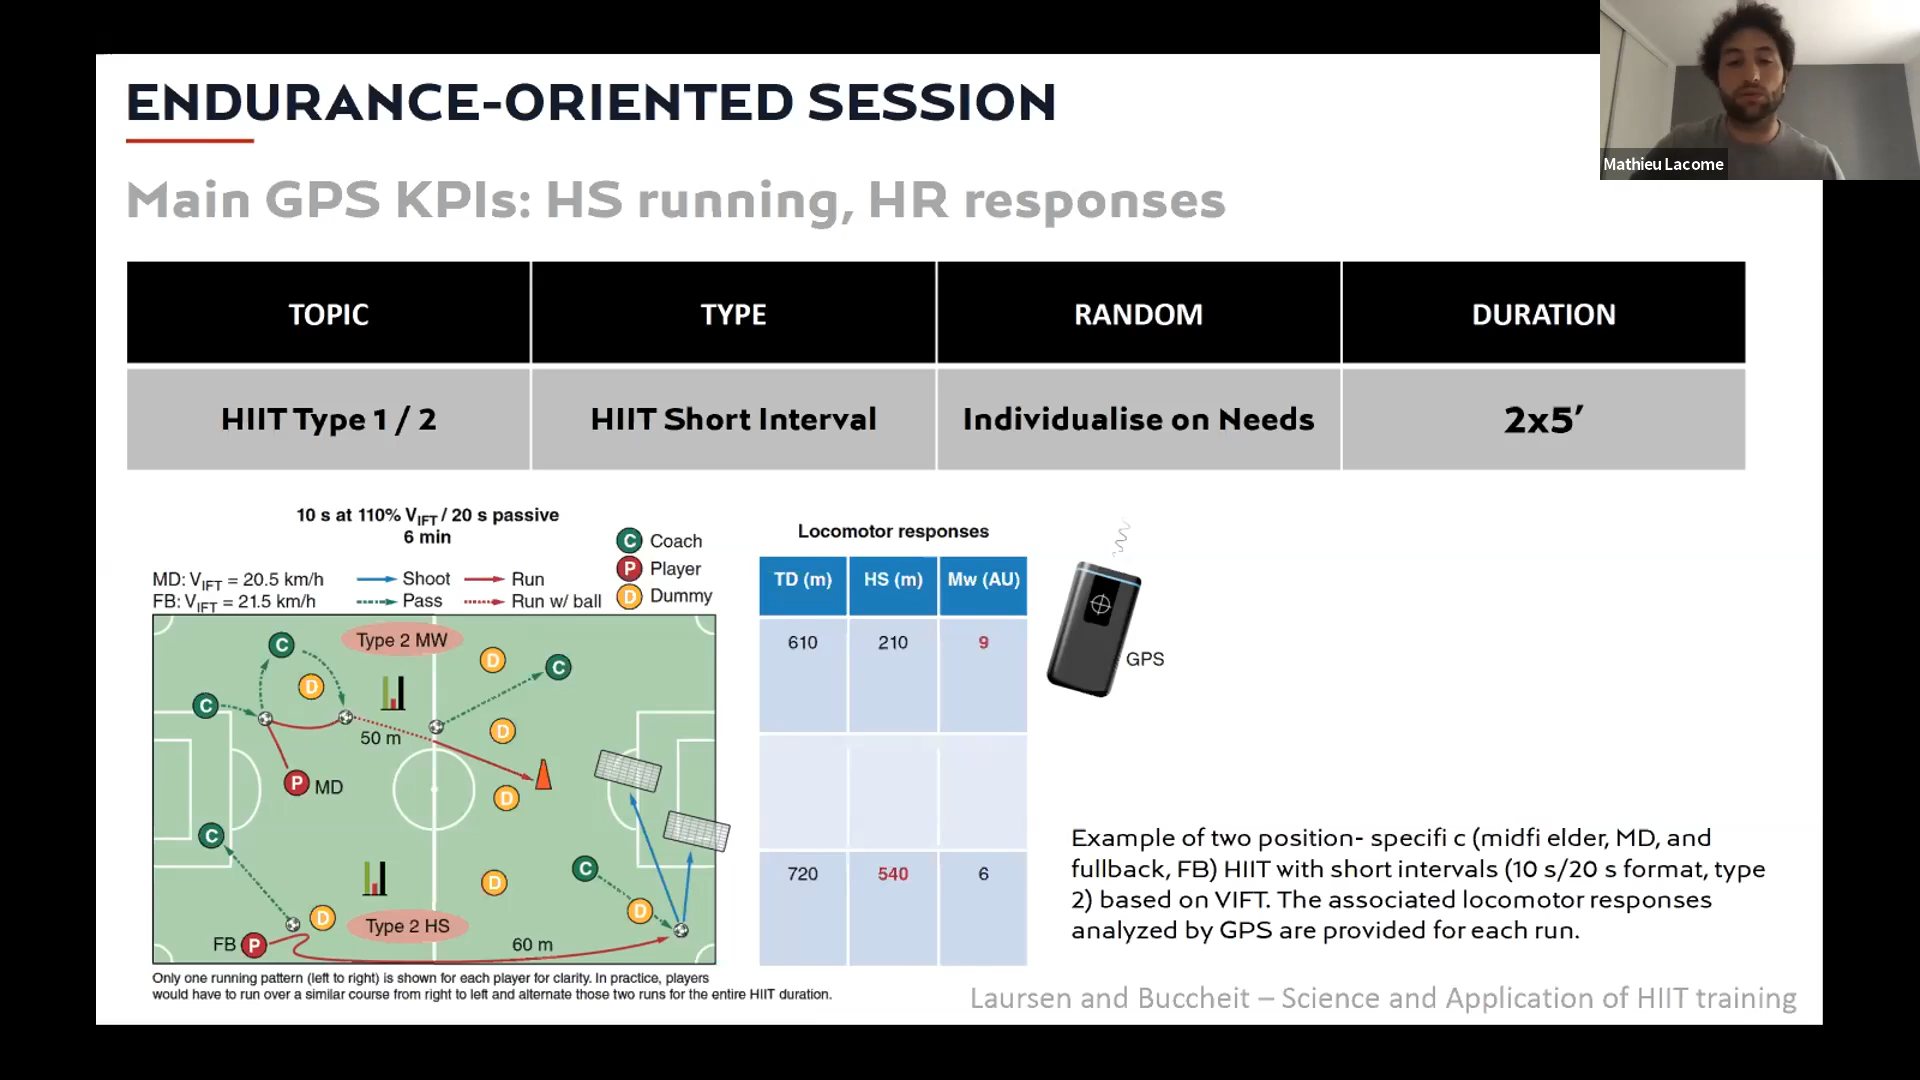 ENDURANCE-ORIENTED SESSION
Mathieu Lacome
Main GPS KPIs: HS running, HR responses
TOPIC TYPE RANDOM DURATION
HIIT Type 1 / 2 HIIT Short Interval Individualise on Needs 2x5′
10 s at 110% VIFT / 20 s passive
6 min
C Coach
P Player
D Dummy
MD: VIFT = 20.5 km/h
FB: VIFT = 21.5 km/h
Shoot Run
Pass Run w/ ball
Type 2 MW
C
D
C
D
C
D
50 m
P MD
D
C
C
D
D
D
Type 2 HS
FB P
60 m
Only one running pattern (left to right) is shown for each player for clarity. In practice, players
would have to run over a similar course from right to left and alternate those two runs for the entire HIIT duration.
Locomotor responses
TD (m) HS (m) Mw (AU)
610 210 9
720 540 6
GPS
Example of two position- specifi c (midfi elder, MD, and
fullback, FB) HIIT with short intervals (10 s/20 s format, type
2) based on VIFT. The associated locomotor responses
analyzed by GPS are provided for each run.
Laursen and Buccheit – Science and Application of HIIT training